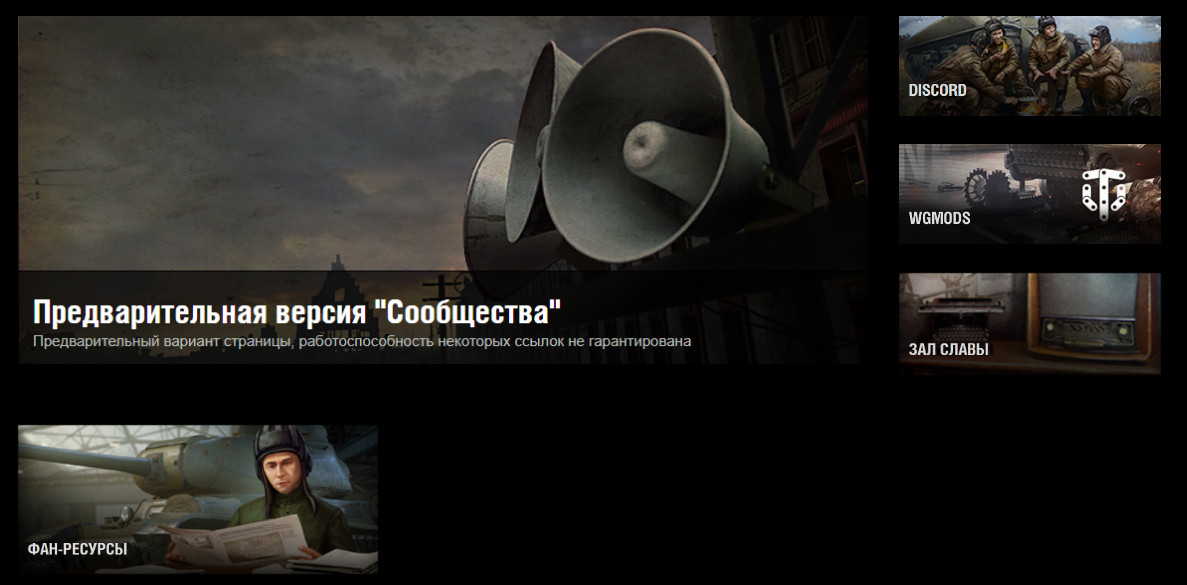 Предварительная версия "Сообщества"
Предварительный вариант страницы, работоспособность некоторых ссылок не гарантирована
DISCORD
WGMODS
ЗАЛ СЛАВЫ
ФАН-РЕСУРСЫ